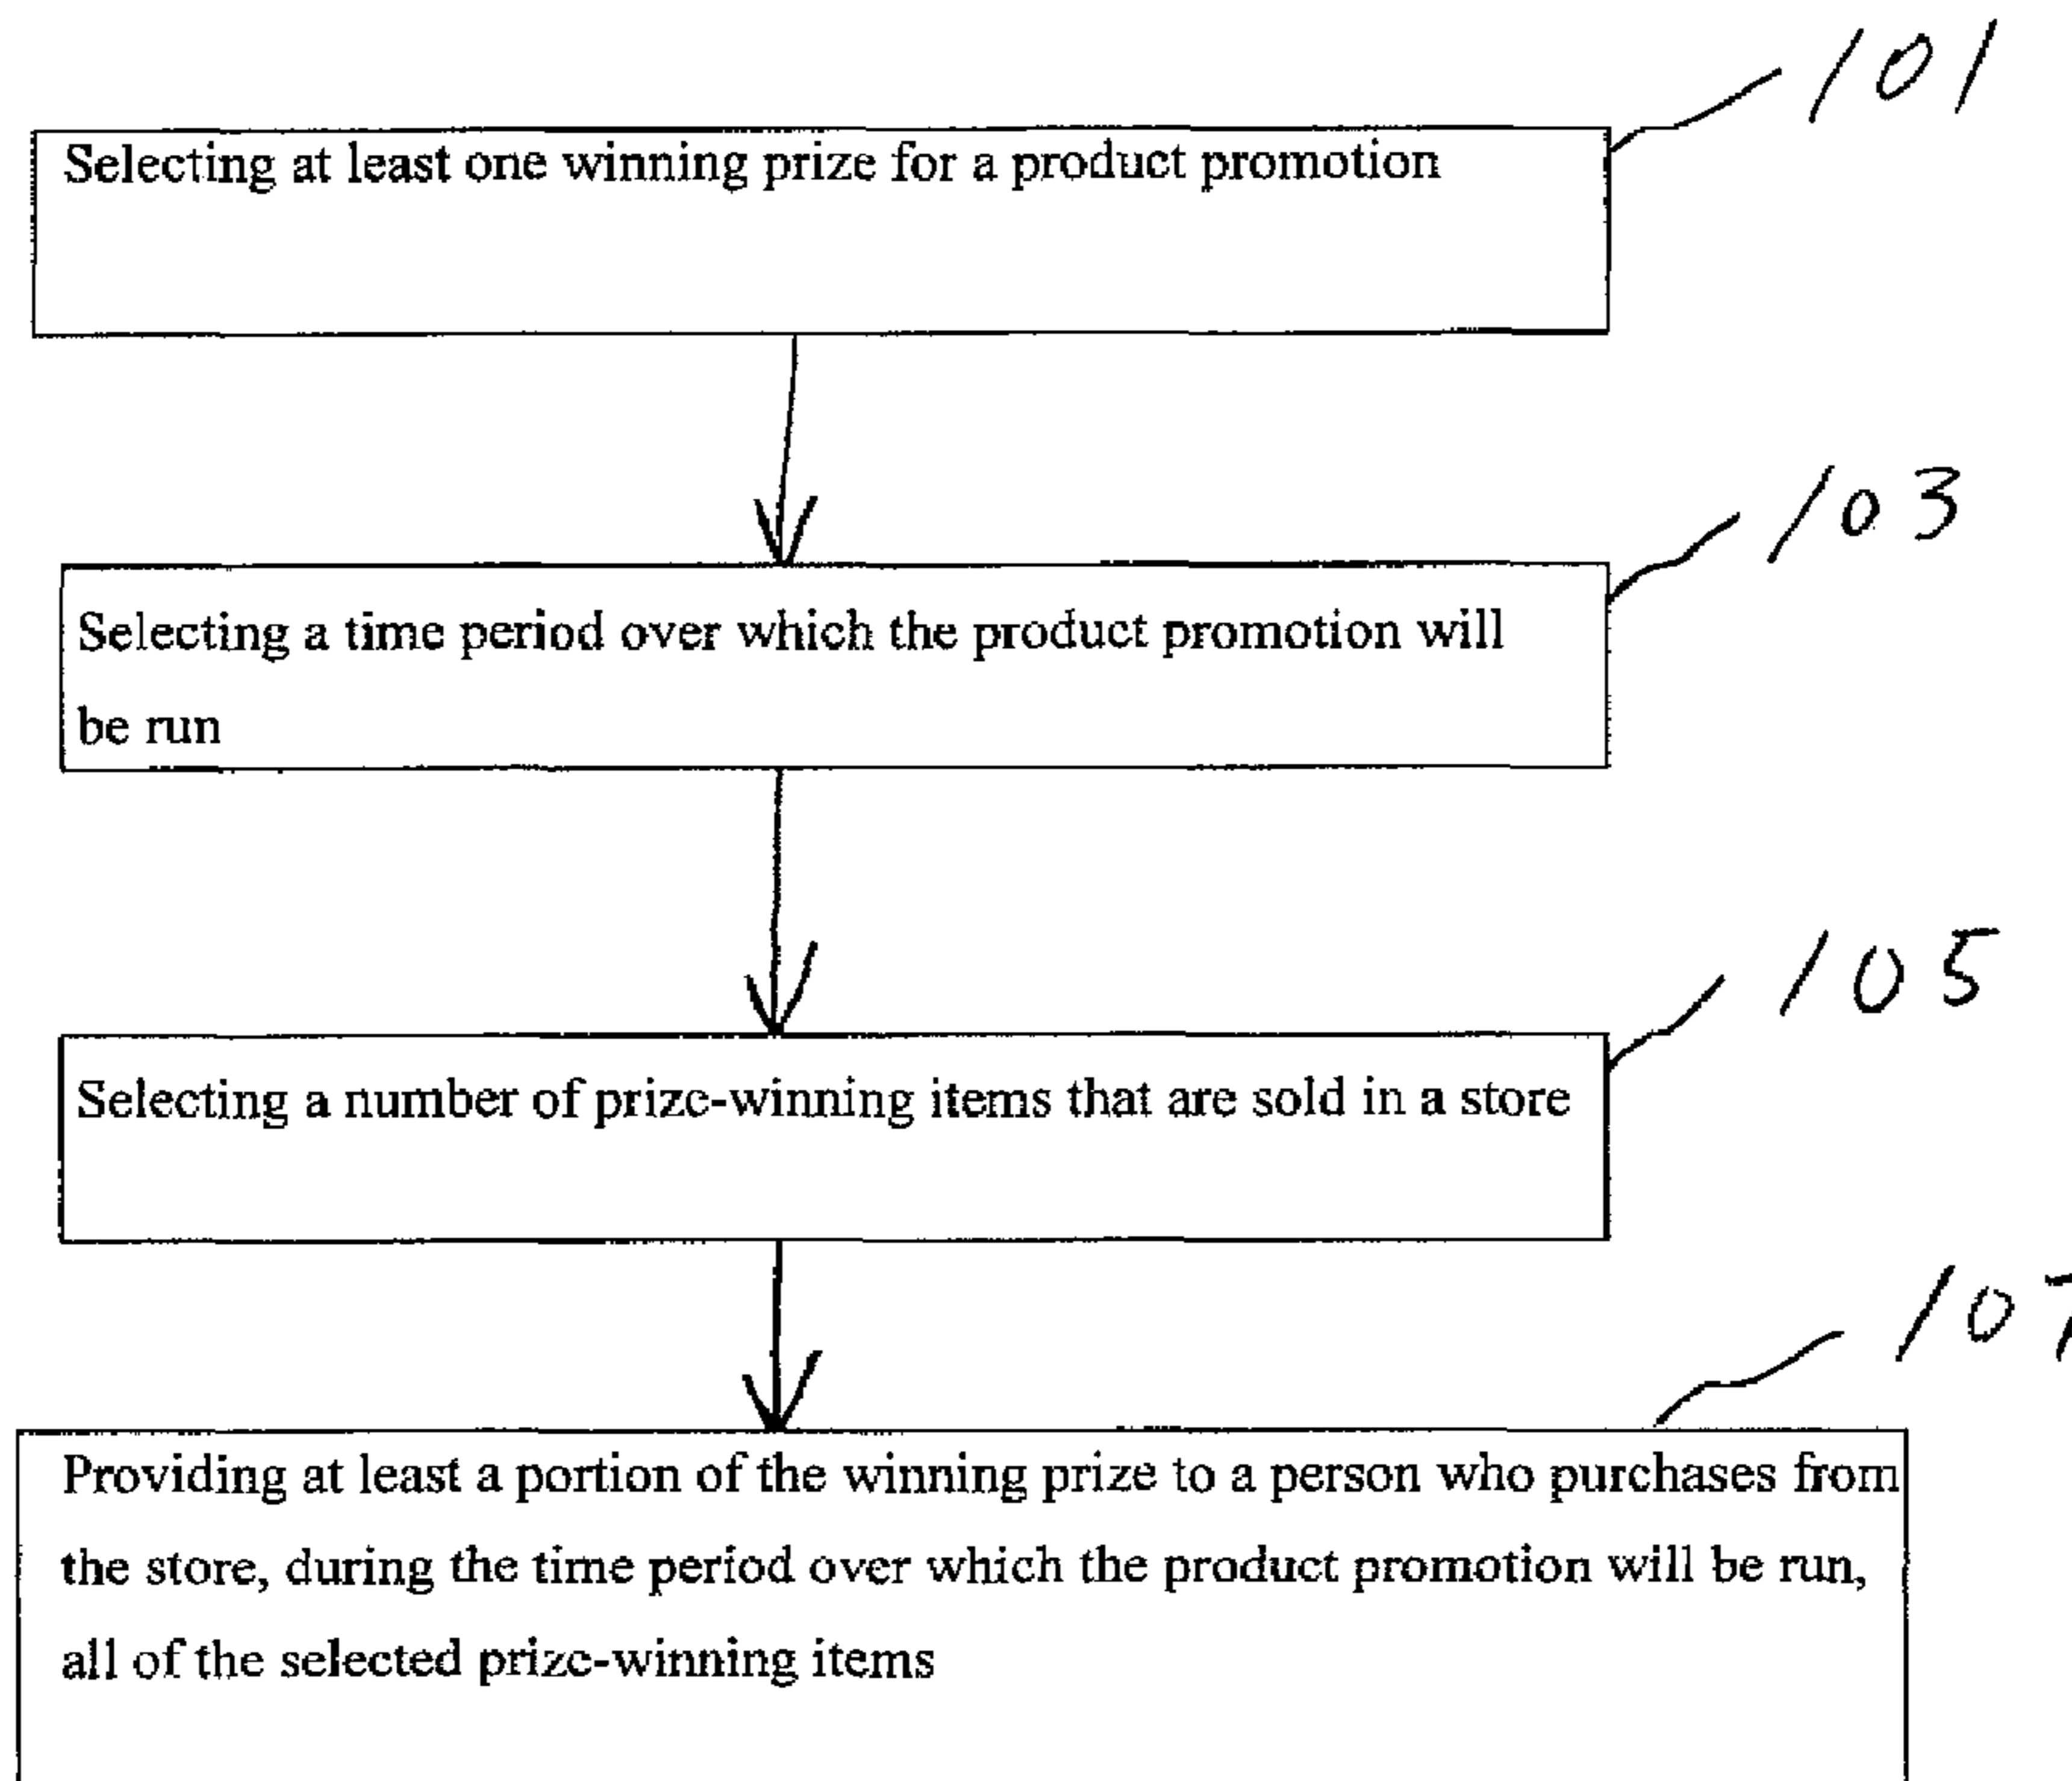 101
Selecting at least one winning prize for a product promotion
103
Selecting a time period over which the product promotion will
be run
105
Selecting a number of prize-winning items that are sold in a store
107
Providing at least a portion of the winning prize to a person who purchases from
the store, during the time period over which the product promotion will be run,
all of the selected prize-winning items